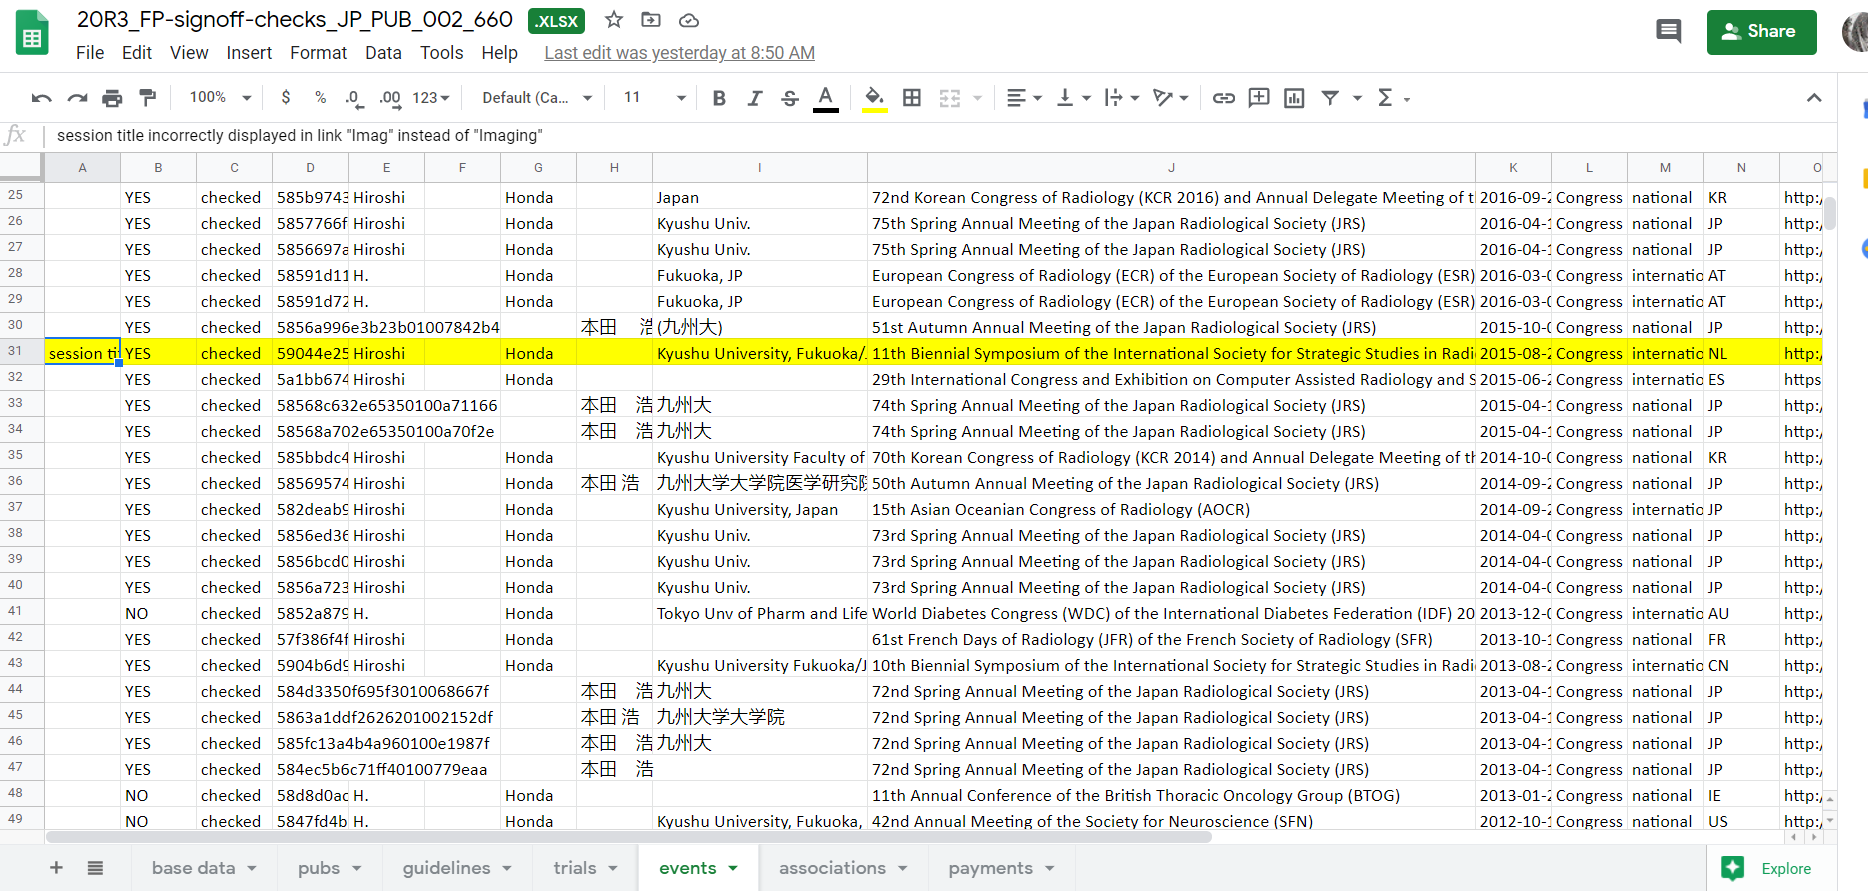 20R3_FP-signoff-checks_JP_PUB_002_660 .XLSX
File Edit View Insert Format Data Tools Help Last edit was yesterday at 8:50 AM
Share
100% $ % .0 .00 123 Default (Ca... 11 B I S A Σ
fx session title incorrectly displayed in link "Imag" instead of "Imaging"
A B C D E F G H I J K L M N O
25 YES checked 585b9743 Hiroshi Honda Japan 72nd Korean Congress of Radiology (KCR 2016) and Annual Delegate Meeting of t 2016-09-2 Congress national KR http:/
26 YES checked 5857766f Hiroshi Honda Kyushu Univ. 75th Spring Annual Meeting of the Japan Radiological Society (JRS) 2016-04-1 Congress national JP http:/
27 YES checked 5856697a Hiroshi Honda Kyushu Univ. 75th Spring Annual Meeting of the Japan Radiological Society (JRS) 2016-04-1 Congress national JP http:/
28 YES checked 58591d11 H. Honda Fukuoka, JP European Congress of Radiology (ECR) of the European Society of Radiology (ESR) 2016-03-0 Congress internatio AT http:/
29 YES checked 58591d72 H. Honda Fukuoka, JP European Congress of Radiology (ECR) of the European Society of Radiology (ESR) 2016-03-0 Congress internatio AT http:/
30 YES checked 5856a996e3b23b01007842b4 本田 浩 (九州大) 51st Autumn Annual Meeting of the Japan Radiological Society (JRS) 2015-10-0 Congress national JP http:/
31 session ti YES checked 59044e25 Hiroshi Honda Kyushu University, Fukuoka/ 11th Biennial Symposium of the International Society for Strategic Studies in Radi 2015-08-2 Congress internatio NL http:/
32 YES checked 5a1bb674 Hiroshi Honda 29th International Congress and Exhibition on Computer Assisted Radiology and S 2015-06-2 Congress internatio ES https
33 YES checked 58568c632e65350100a71166 本田 浩 九州大 74th Spring Annual Meeting of the Japan Radiological Society (JRS) 2015-04-1 Congress national JP http:/
34 YES checked 58568a702e65350100a70f2e 本田 浩 九州大 74th Spring Annual Meeting of the Japan Radiological Society (JRS) 2015-04-1 Congress national JP http:/
35 YES checked 585bbdc4 Hiroshi Honda Kyushu University Faculty of 70th Korean Congress of Radiology (KCR 2014) and Annual Delegate Meeting of th 2014-10-0 Congress national KR http:/
36 YES checked 58569574 本田 浩 九州大学大学院医学研究院 50th Autumn Annual Meeting of the Japan Radiological Society (JRS) 2014-09-2 Congress national JP http:/
37 YES checked 582deab9 Hiroshi Honda Kyushu University, Japan 15th Asian Oceanian Congress of Radiology (AOCR) 2014-09-2 Congress internatio JP http:/
38 YES checked 5856ed36 Hiroshi Honda Kyushu Univ. 73rd Spring Annual Meeting of the Japan Radiological Society (JRS) 2014-04-0 Congress national JP http:/
39 YES checked 5856bcd0 Hiroshi Honda Kyushu Univ. 73rd Spring Annual Meeting of the Japan Radiological Society (JRS) 2014-04-0 Congress national JP http:/
40 YES checked 5856a723 Hiroshi Honda Kyushu Univ. 73rd Spring Annual Meeting of the Japan Radiological Society (JRS) 2014-04-0 Congress national JP http:/
41 NO checked 5852a879 H. Honda Tokyo Unv of Pharm and Life World Diabetes Congress (WDC) of the International Diabetes Federation (IDF) 20 2013-12-0 Congress internatio AU http:/
42 YES checked 57f386f4f Hiroshi Honda 61st French Days of Radiology (JFR) of the French Society of Radiology (SFR) 2013-10-1 Congress national FR http:/
43 YES checked 5904b6d9 Hiroshi Honda Kyushu University Fukuoka/J 10th Biennial Symposium of the International Society for Strategic Studies in Radi 2013-08-2 Congress internatio CN http:/
44 YES checked 584d3350f695f3010068667f 本田 浩 九州大 72nd Spring Annual Meeting of the Japan Radiological Society (JRS) 2013-04-1 Congress national JP http:/
45 YES checked 5863a1ddf2626201002152df 本田 浩 九州大学大学院 72nd Spring Annual Meeting of the Japan Radiological Society (JRS) 2013-04-1 Congress national JP http:/
46 YES checked 585fc13a4b4a960100e1987f 本田 浩 九州大 72nd Spring Annual Meeting of the Japan Radiological Society (JRS) 2013-04-1 Congress national JP http:/
47 YES checked 584ec5b6c71ff40100779eaa 本田 浩 72nd Spring Annual Meeting of the Japan Radiological Society (JRS) 2013-04-1 Congress national JP http:/
48 NO checked 58d8d0ac H. Honda 11th Annual Conference of the British Thoracic Oncology Group (BTOG) 2013-01-2 Congress national IE http:/
49 NO checked 5847fd4b H. Honda Kyushu University, Fukuoka, 42nd Annual Meeting of the Society for Neuroscience (SFN) 2012-10-1 Congress national US http:/
base data pubs guidelines trials events associations payments Explore